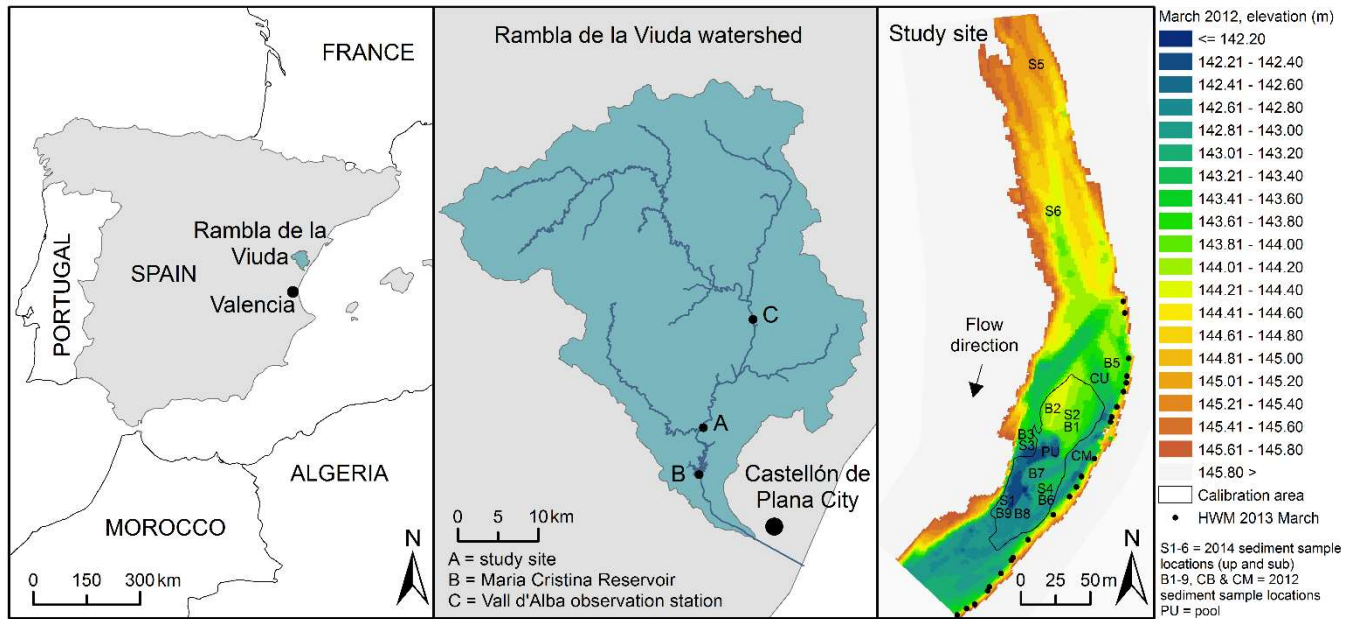 FRANCE
PORTUGAL
SPAIN
Rambla de la
Viuda
Valencia
ALGERIA
MOROCCO
0 150 300 km
N
Rambla de la Viuda watershed
C
A
B
Castellón de
Plana City
0 5 10 km
A = study site
B = Maria Cristina Reservoir
C = Vall d'Alba observation station
N
Study site
S5
S6
Flow
direction
B5
CU
B2
S2
B1
B3
S3
PU
CM
B7
S4
B6
S1
B9 B8
0 25 50 m
N
March 2012, elevation (m)
<= 142.20
142.21 - 142.40
142.41 - 142.60
142.61 - 142.80
142.81 - 143.00
143.01 - 143.20
143.21 - 143.40
143.41 - 143.60
143.61 - 143.80
143.81 - 144.00
144.01 - 144.20
144.21 - 144.40
144.41 - 144.60
144.61 - 144.80
144.81 - 145.00
145.01 - 145.20
145.21 - 145.40
145.41 - 145.60
145.61 - 145.80
145.80 >
Calibration area
HWM 2013 March
S1-6 = 2014 sediment sample
locations (up and sub)
B1-9, CB & CM = 2012
sediment sample locations
PU = pool